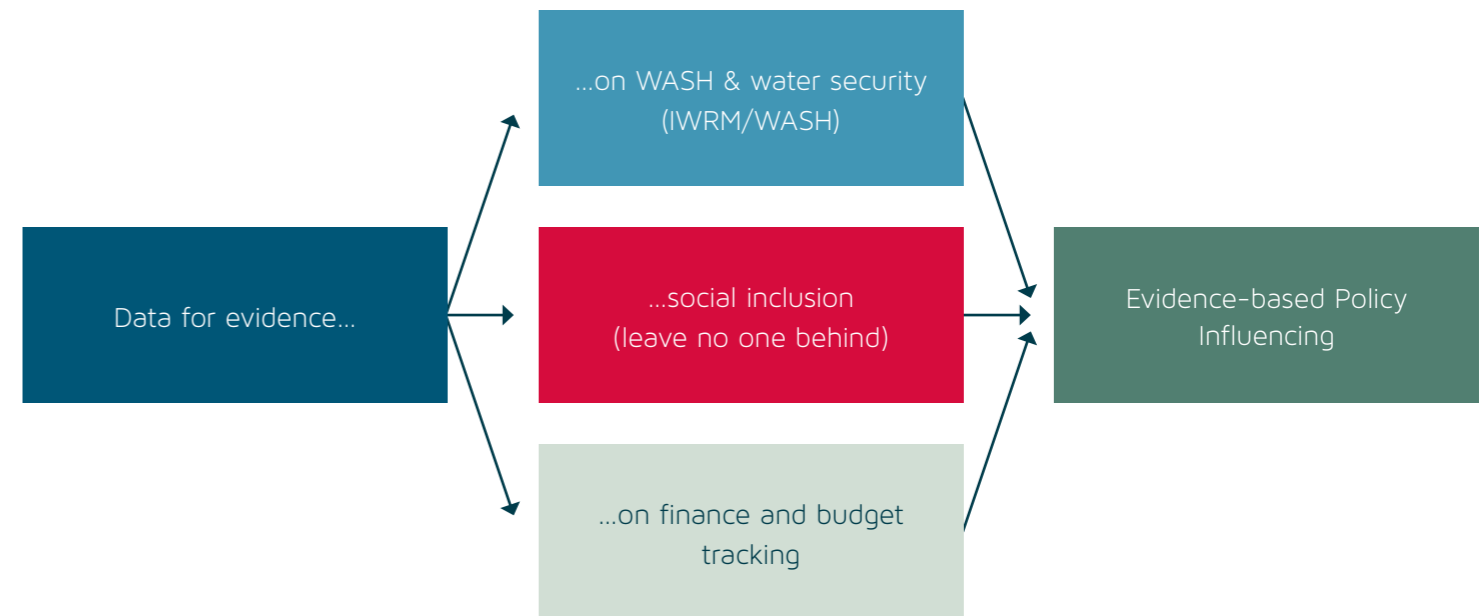 ...on WASH & water security
(IWRM/WASH)
Data for evidence...
...social inclusion
(leave no one behind)
Evidence-based Policy
Influencing
...on finance and budget
tracking